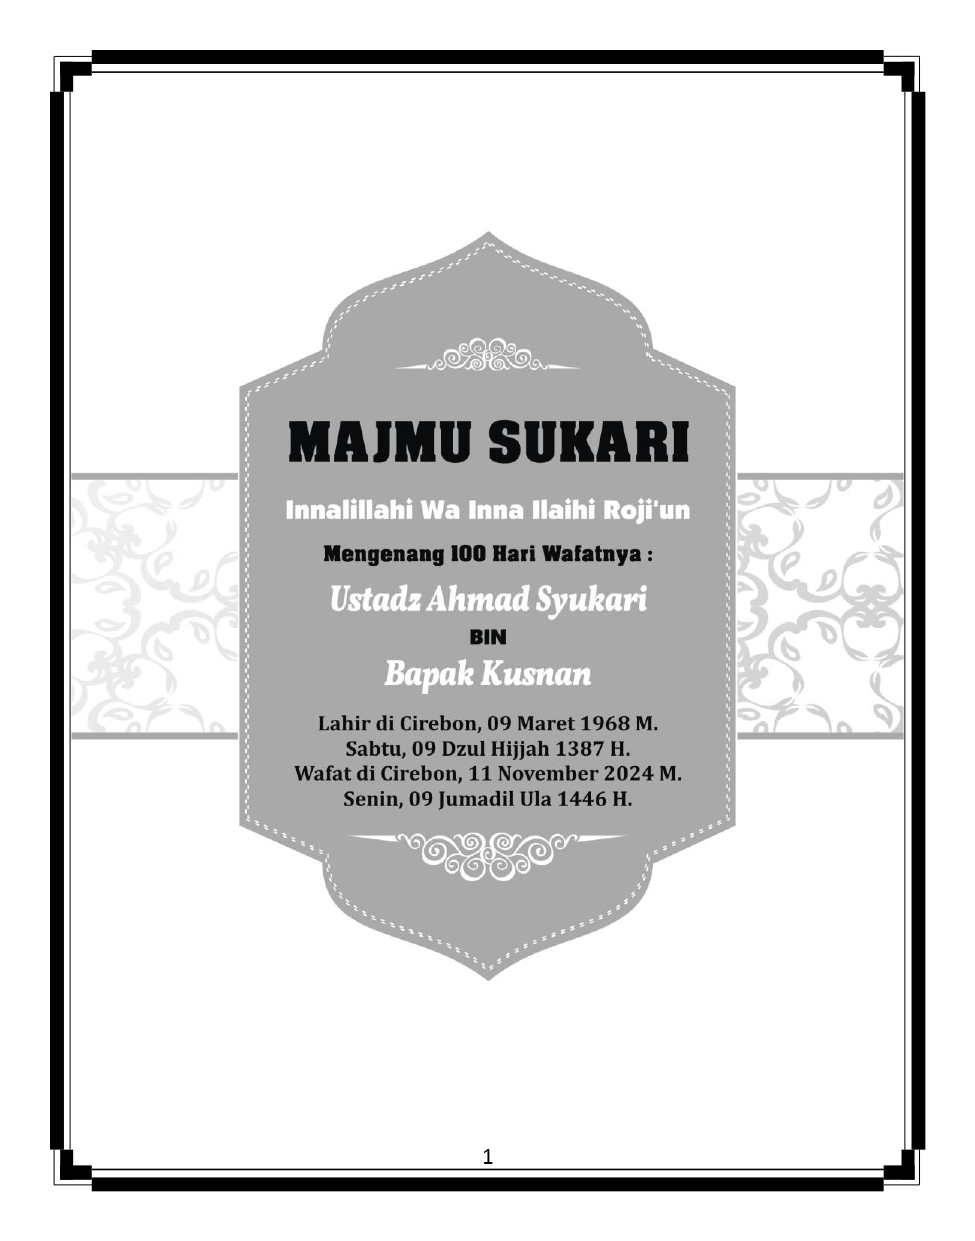 MAJMU SUKARI
Innalillahi Wa Inna Ilaihi Roji'un
Mengenang 100 Hari Wafatnya :
Ustadz Ahmad Syukari
BIN
Bapak Kusnan
Lahir di Cirebon, 09 Maret 1968 M.
Sabtu, 09 Dzul Hijjah 1387 H.
Wafat di Cirebon, 11 November 2024 M.
Senin, 09 Jumadil Ula 1446 H.
1